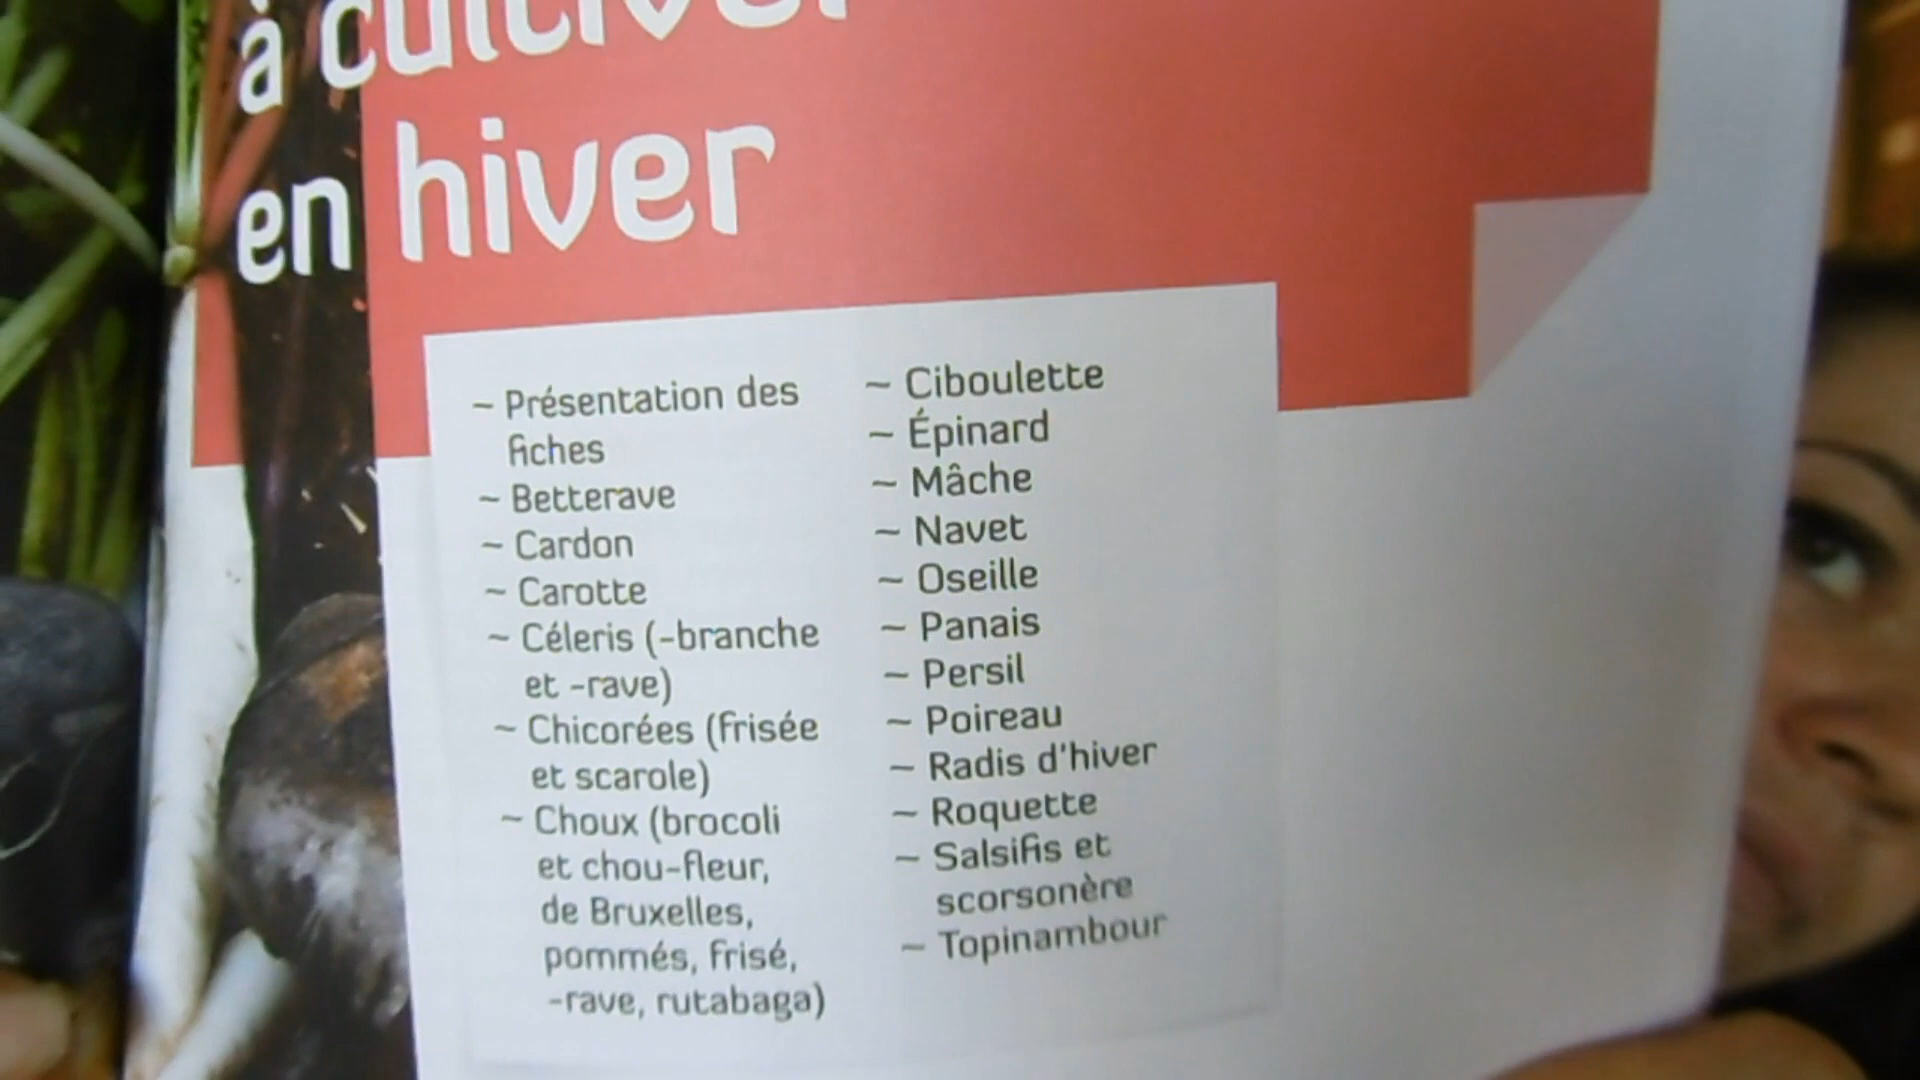 à cultiver
en hiver
~ Présentation des
fiches
~ Betterave
~ Cardon
~ Carotte
~ Céleris (-branche
et -rave)
~ Chicorées (frisée
et scarole)
~ Choux (brocoli
et chou-fleur,
de Bruxelles,
pommés, frisé,
-rave, rutabaga)
~ Ciboulette
~ Épinard
~ Mâche
~ Navet
~ Oseille
~ Panais
~ Persil
~ Poireau
~ Radis d'hiver
~ Roquette
~ Salsifis et
scorsonère
~ Topinambour